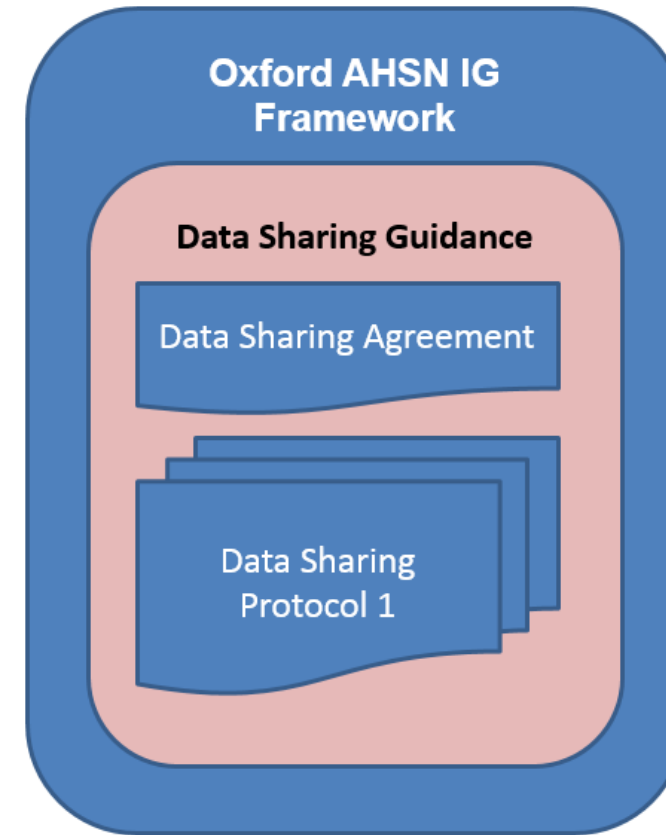 Oxford AHSN IG
Framework
Data Sharing Guidance
Data Sharing Agreement
Data Sharing
Protocol 1